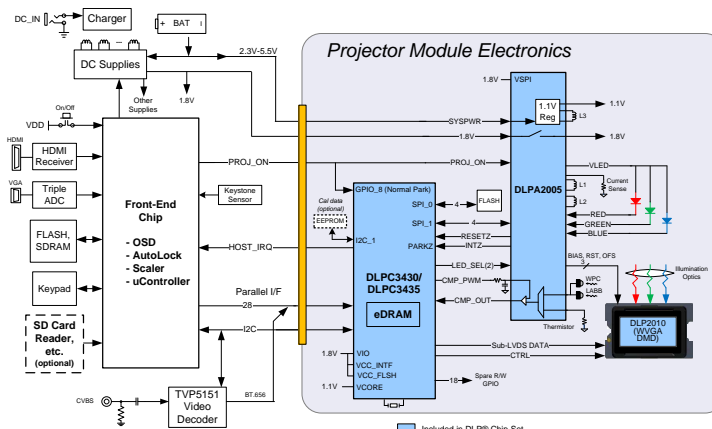 DC_IN
Charger
+ BAT I
DC Supplies
2.3V-5.5V
Other
Supplies
1.8V
On/Off
VDD
HDMI
HDMI
Receiver
VGA
Triple
ADC
FLASH,
SDRAM
Keypad
SD Card
Reader,
etc.
(optional)
CVBS
Front-End
Chip
- OSD
- AutoLock
- Scaler
- uController
Keystone
Sensor
PROJ_ON
HOST_IRQ
Parallel I/F
28
I2C
BT.656
TVP5151
Video
Decoder
Projector Module Electronics
1.8V
VSPI
1.1V
Reg
1.1V
L3
SYSPWR
1.8V
1.8V
PROJ_ON
DLPA2005
VLED
L1
L2
Current
Sense
RED
GREEN
BLUE
GPIO_8 (Normal Park)
Cal data
(optional)
EEPROM
I2C_1
SPI_0
4
FLASH
SPI_1
4
RESETZ
PARKZ
INTZ
DLPC3430/
DLPC3435
eDRAM
LED_SEL(2)
CMP_PWM
CMP_OUT
BIAS, RST, OFS
3
WPC
LABB
Thermistor
Illumination
Optics
DLP2010
(WVGA
DMD)
Sub-LVDS DATA
CTRL
1.8V
VIO
VCC_INTF
VCC_FLSH
1.1V
VCORE
18
Spare R/W
GPIO
Included in DLP® Chip Set